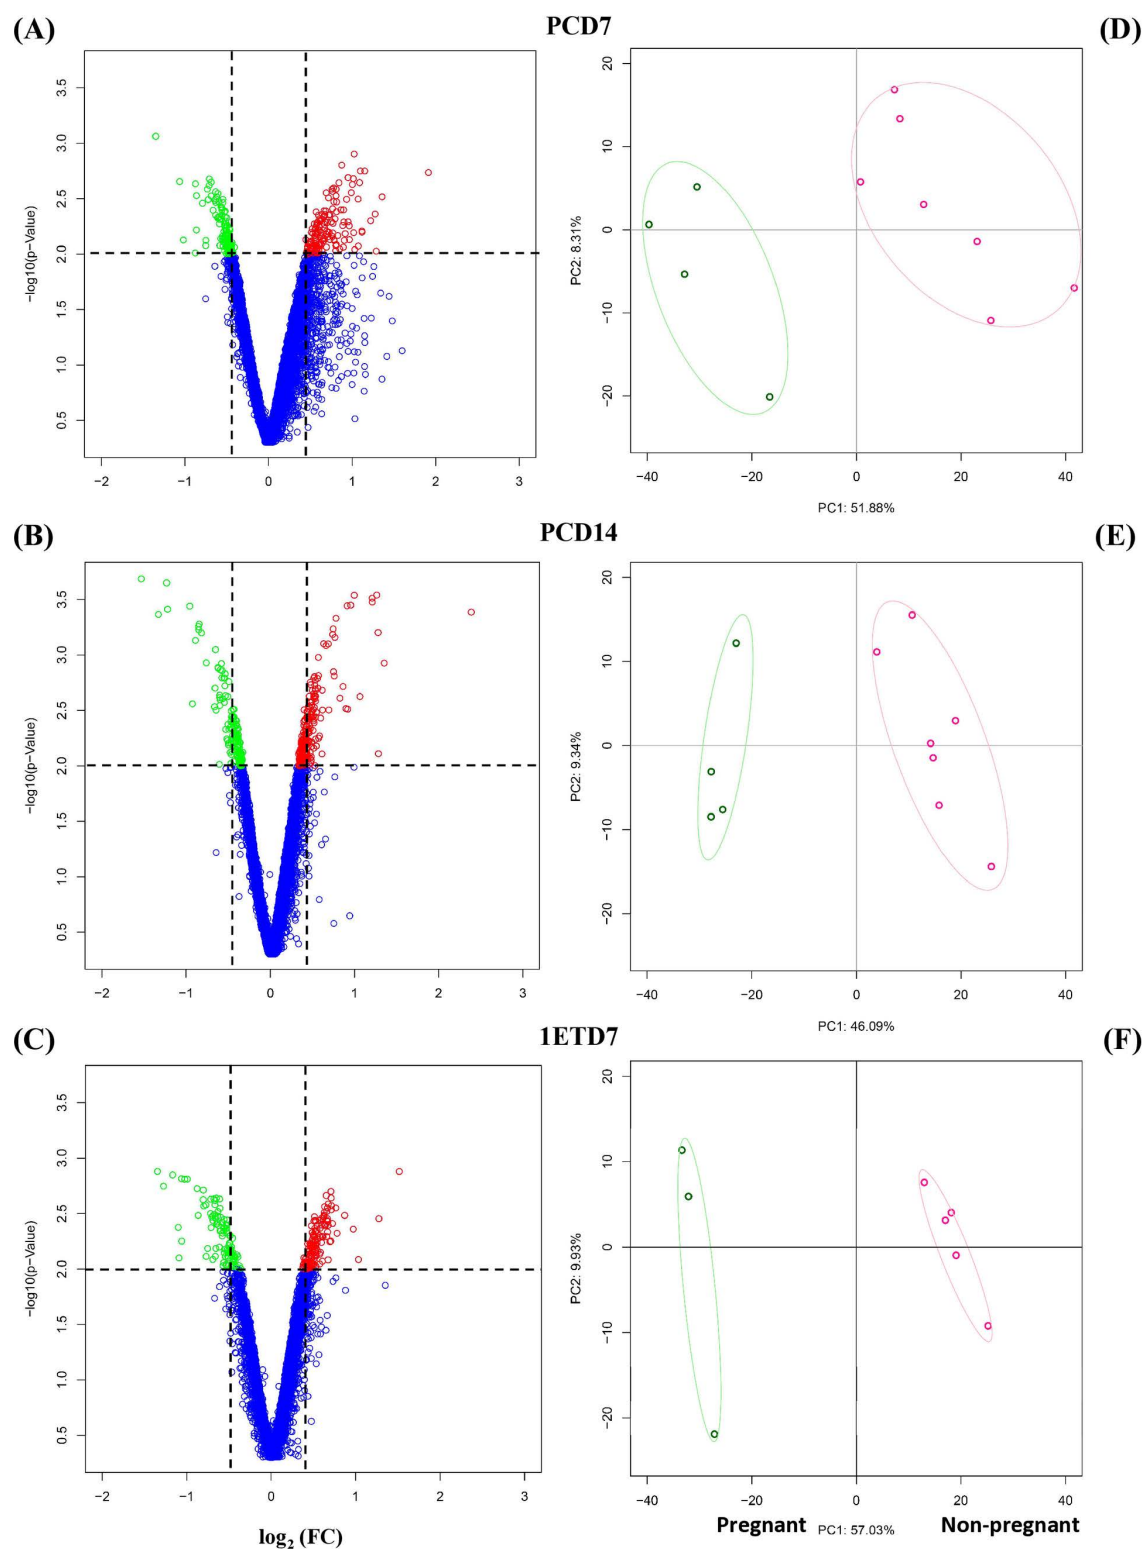 (A) PCD7 (D)
3.5
3.0
2.5
2.0
1.5
1.0
0.5
−log10(p−Value)
−2 −1 0 1 2 3
20
10
0
−10
−20
PC2: 8.31%
−40 −20 0 20 40
PC1: 51.88%
(B) PCD14 (E)
3.5
3.0
2.5
2.0
1.5
1.0
0.5
−log10(p−Value)
−2 −1 0 1 2 3
20
10
0
−10
−20
PC2: 9.34%
−40 −20 0 20 40
PC1: 46.09%
(C) 1ETD7 (F)
3.5
3.0
2.5
2.0
1.5
1.0
0.5
−log10(p−Value)
−2 −1 0 1 2 3
log₂ (FC)
20
10
0
−10
−20
PC2: 9.93%
−40 −20 0 20 40
Pregnant PC1: 57.03% Non-pregnant